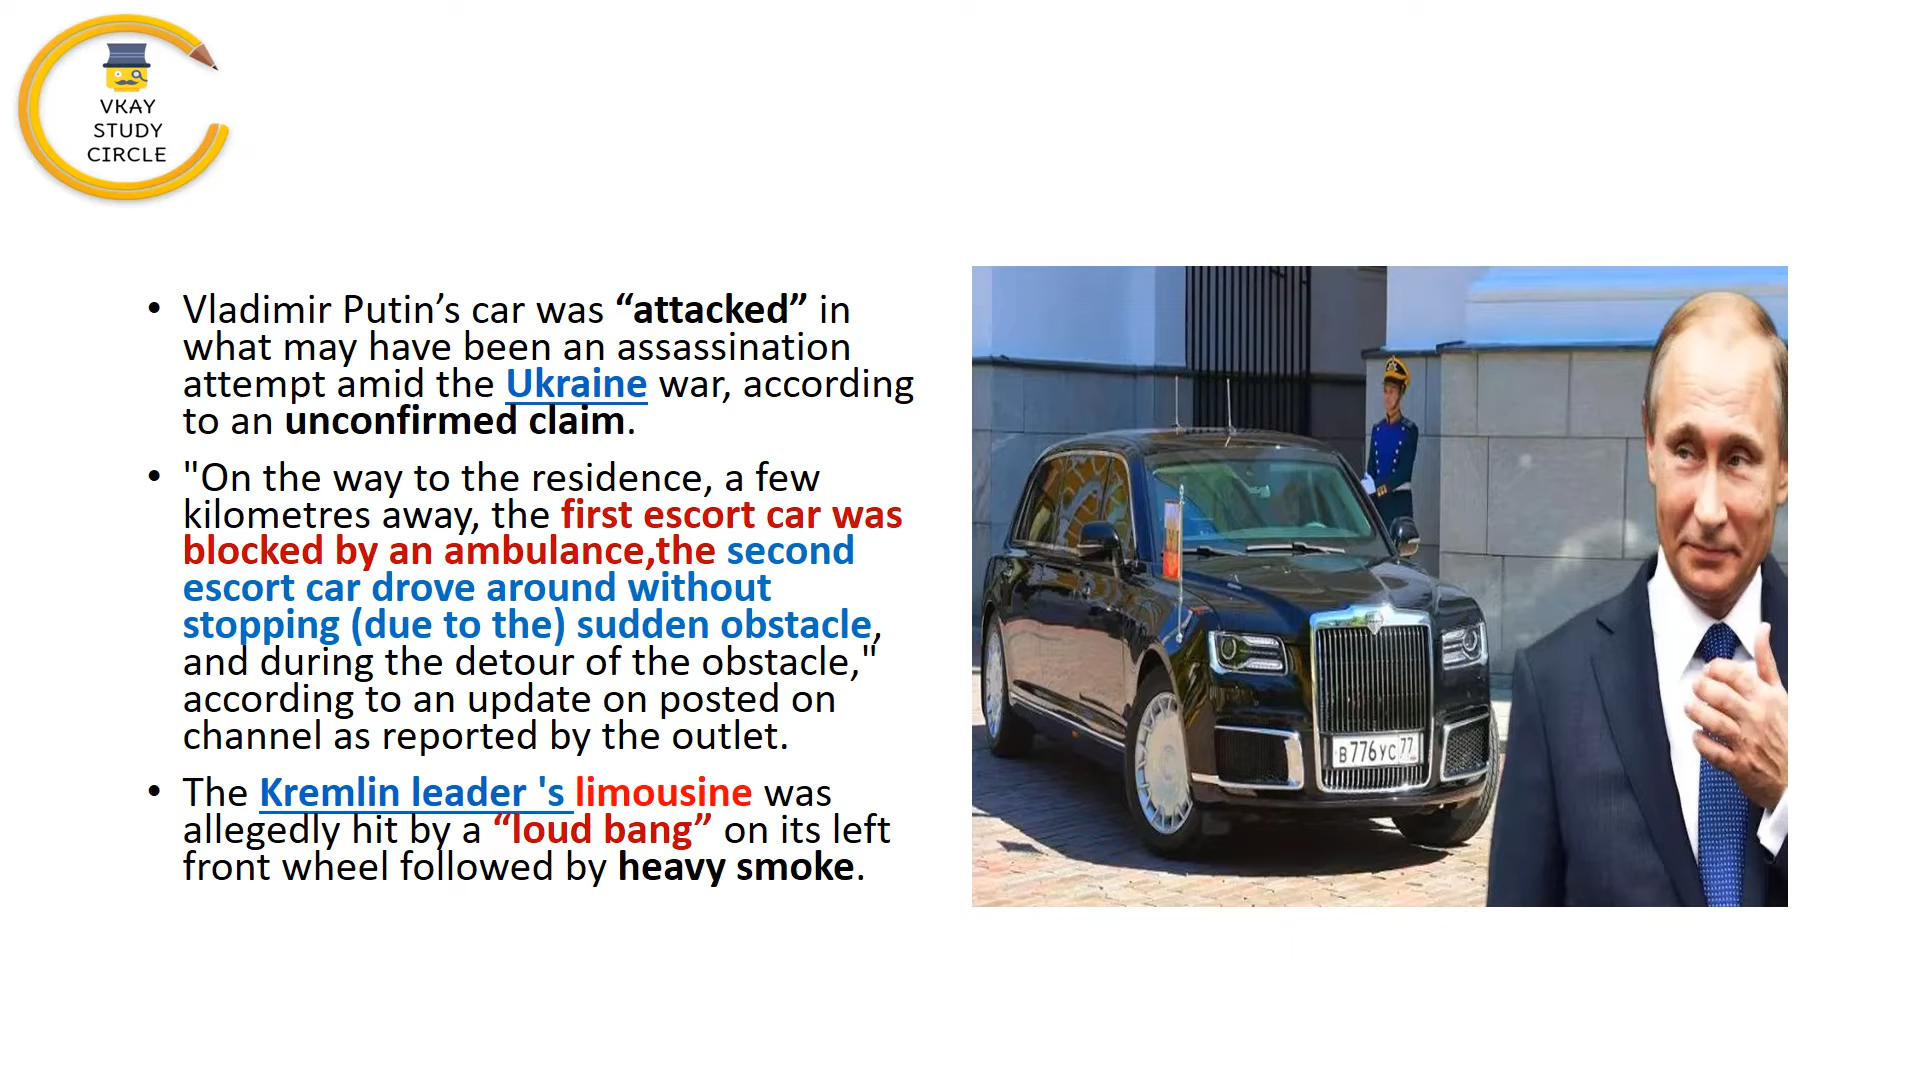 VKAY
STUDY
CIRCLE
• Vladimir Putin’s car was “attacked” in
what may have been an assassination
attempt amid the Ukraine war, according
to an unconfirmed claim.
• "On the way to the residence, a few
kilometres away, the first escort car was
blocked by an ambulance,the second
escort car drove around without
stopping (due to the) sudden obstacle,
and during the detour of the obstacle,"
according to an update on posted on
channel as reported by the outlet.
• The Kremlin leader 's limousine was
allegedly hit by a “loud bang” on its left
front wheel followed by heavy smoke.
В776УС 77